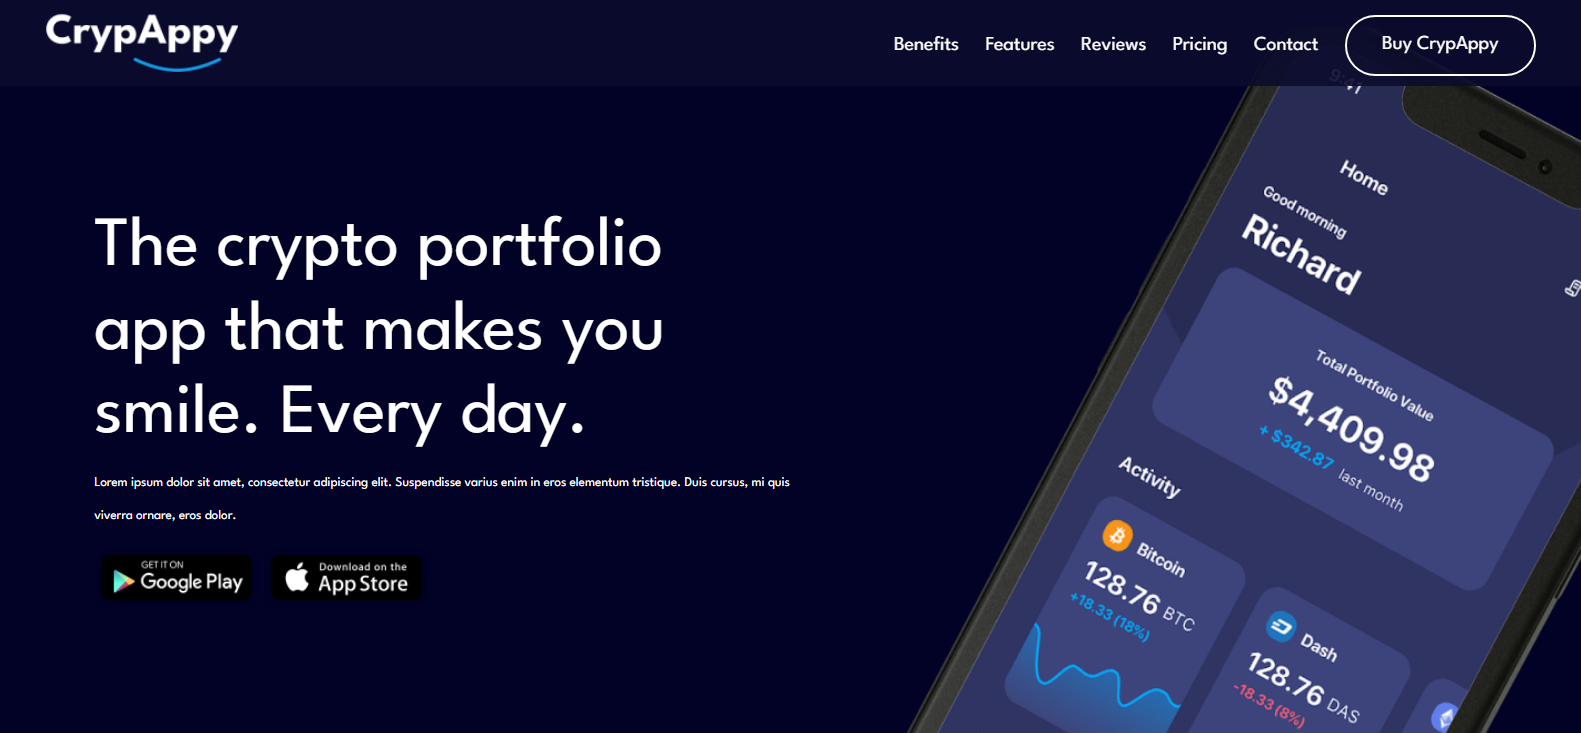 CrypAppy
Benefits Features Reviews Pricing Contact Buy CrypAppy
The crypto portfolio
app that makes you
smile. Every day.
Lorem ipsum dolor sit amet, consectetur adipiscing elit. Suspendisse varius enim in eros elementum tristique. Duis cursus, mi quis
viverra ornare, eros dolor.
GET IT ON
Google Play
Download on the
App Store
9:41
Home
Good morning
Richard
Total Portfolio Value
$4,409.98
+ $342.87 last month
Activity
Bitcoin
128.76 BTC
+18.33 (18%)
Dash
128.76 DAS
-18.33 (8%)